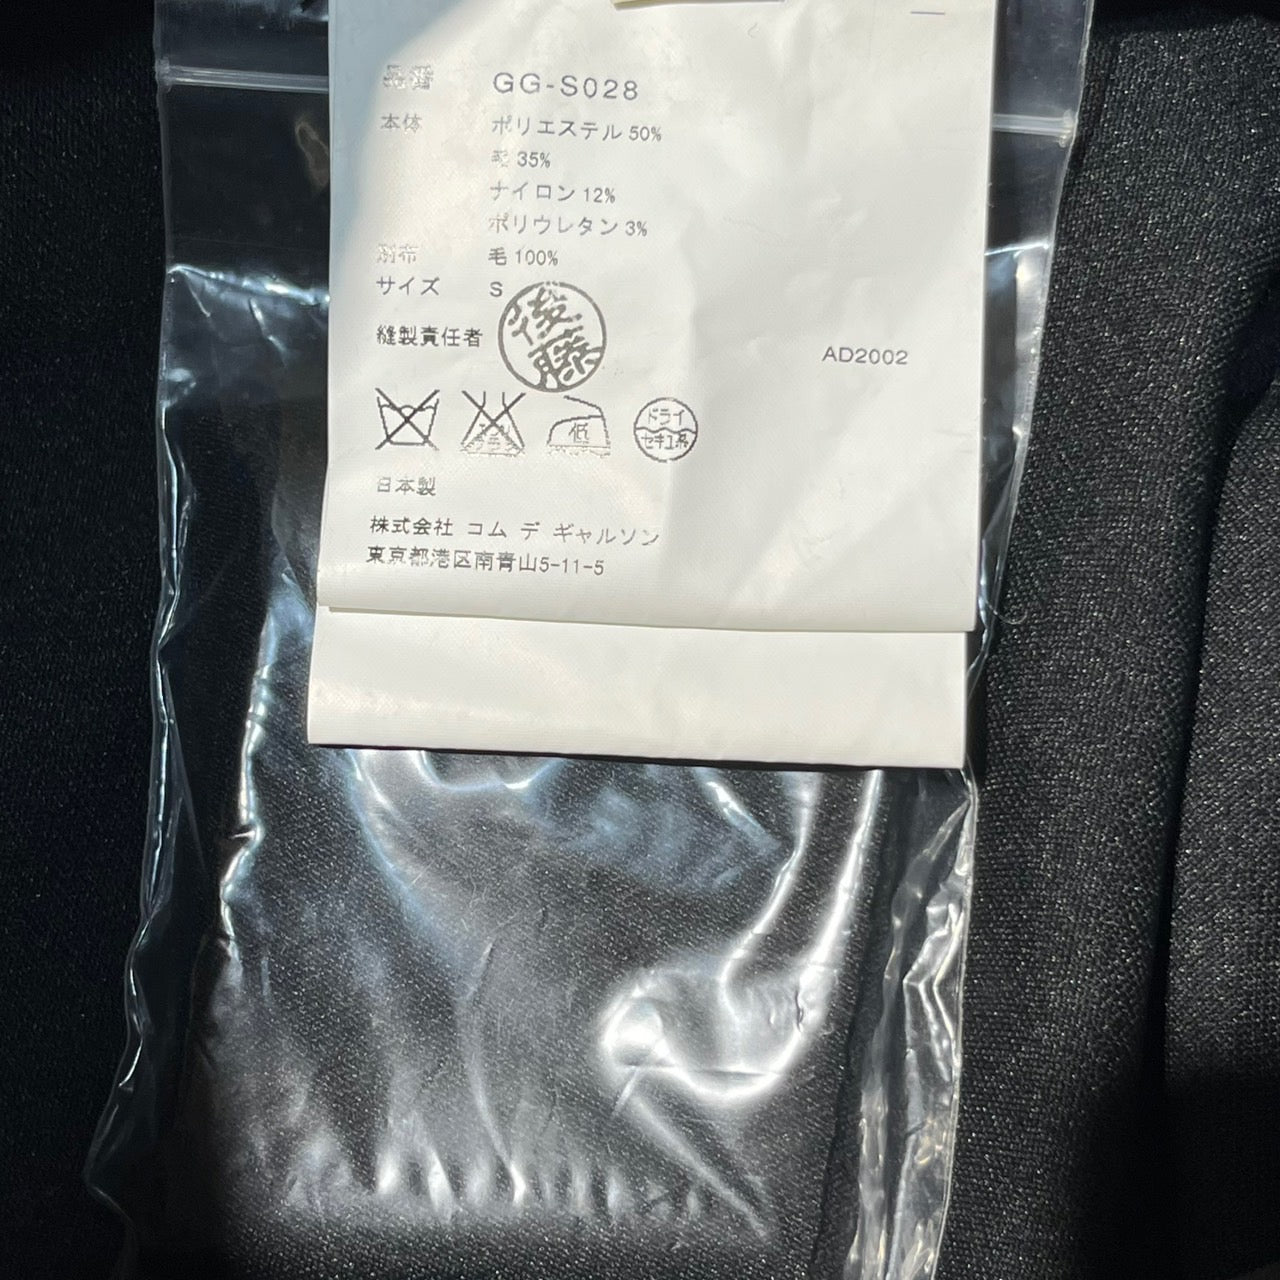 品番 GG-S028
本体 ポリエステル 50%
毛 35%
ナイロン 12%
ポリウレタン 3%
別布 毛 100%
サイズ S
縫製責任者 後藤
AD2002
低
ドライ
セキユ系
日本製
株式会社 コム デ ギャルソン
東京都港区南青山5-11-5